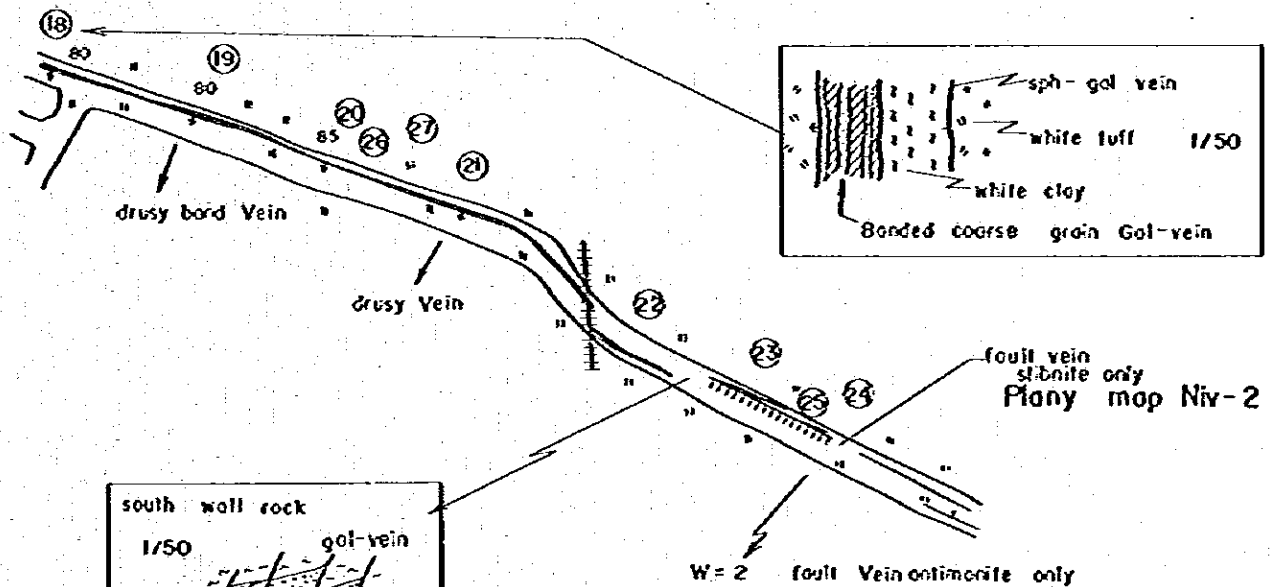 18
80
19
80
20
85
26
27
21
drusy band Vein
drusy Vein
sph-gal vein
white tuff
1/50
white clay
Banded coarse grain Gal-vein
22
23
25
24
fault vein
stibnite only
Plany map Niv-2
south wall rock
1/50
gal-vein
W=2 fault Vein antimonite only